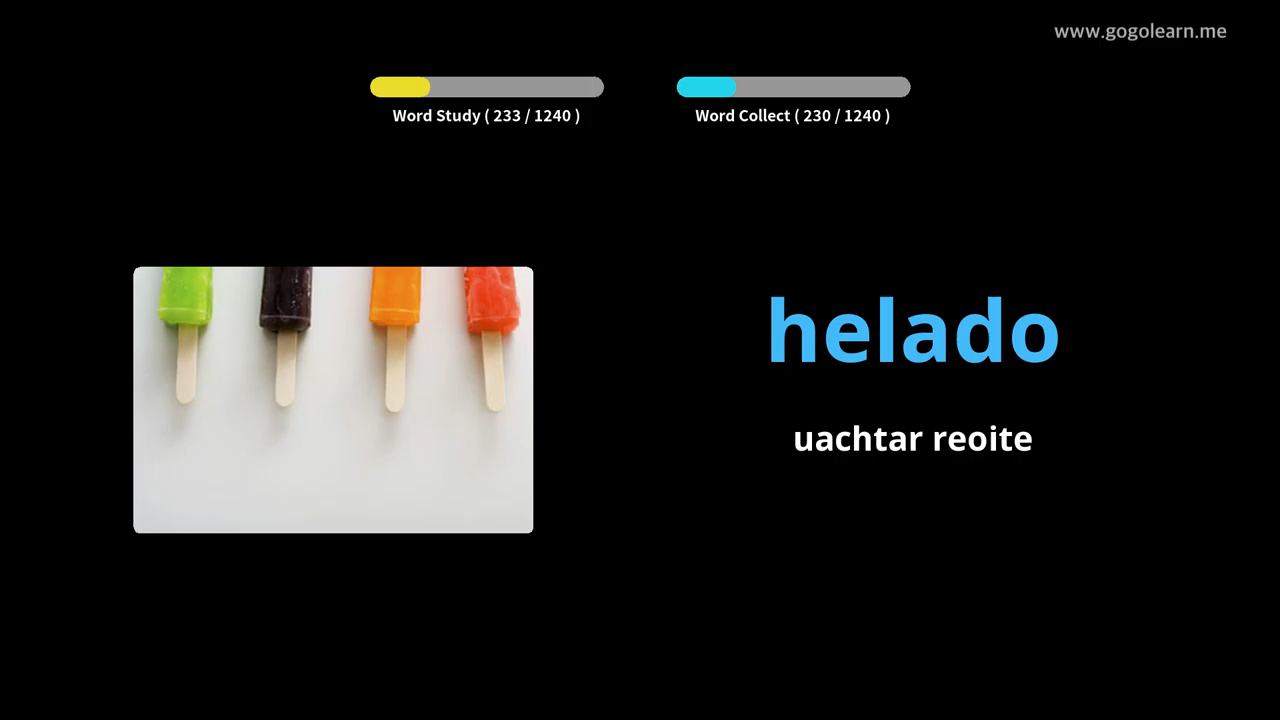 www.gogolearn.me
Word Study ( 233 / 1240 )
Word Collect ( 230 / 1240 )
helado
uachtar reoite